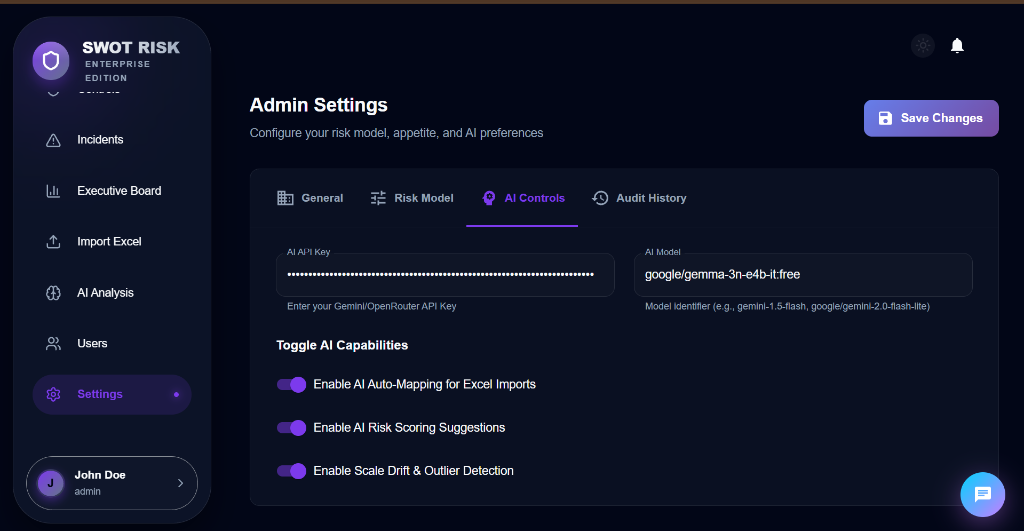 SWOT RISK
ENTERPRISE
EDITION
Incidents
Executive Board
Import Excel
AI Analysis
Users
Settings
J
John Doe
admin
Admin Settings
Configure your risk model, appetite, and AI preferences
Save Changes
General
Risk Model
AI Controls
Audit History
AI API Key
Enter your Gemini/OpenRouter API Key
AI Model
google/gemma-3n-e4b-it:free
Model Identifier (e.g., gemini-1.5-flash, google/gemini-2.0-flash-lite)
Toggle AI Capabilities
Enable AI Auto-Mapping for Excel Imports
Enable AI Risk Scoring Suggestions
Enable Scale Drift & Outlier Detection